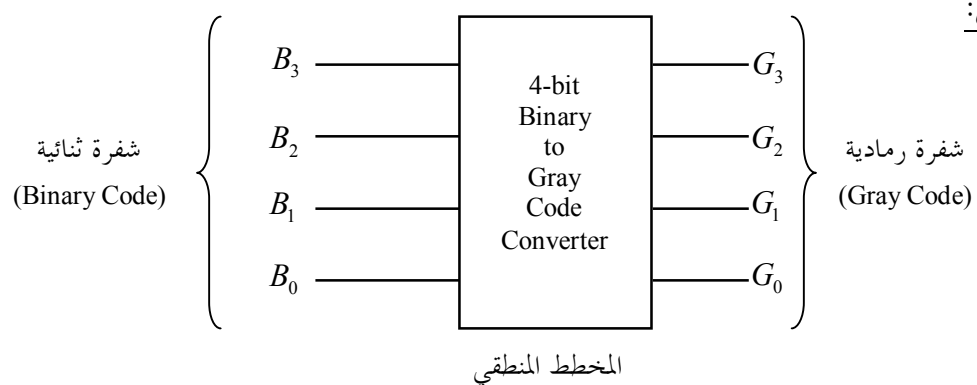 B₃
B₂
B₁
B₀
شفرة ثنائية
(Binary Code)
4-bit
Binary
to
Gray
Code
Converter
G₃
G₂
G₁
G₀
شفرة رمادية
(Gray Code)
المخطط المنطقي